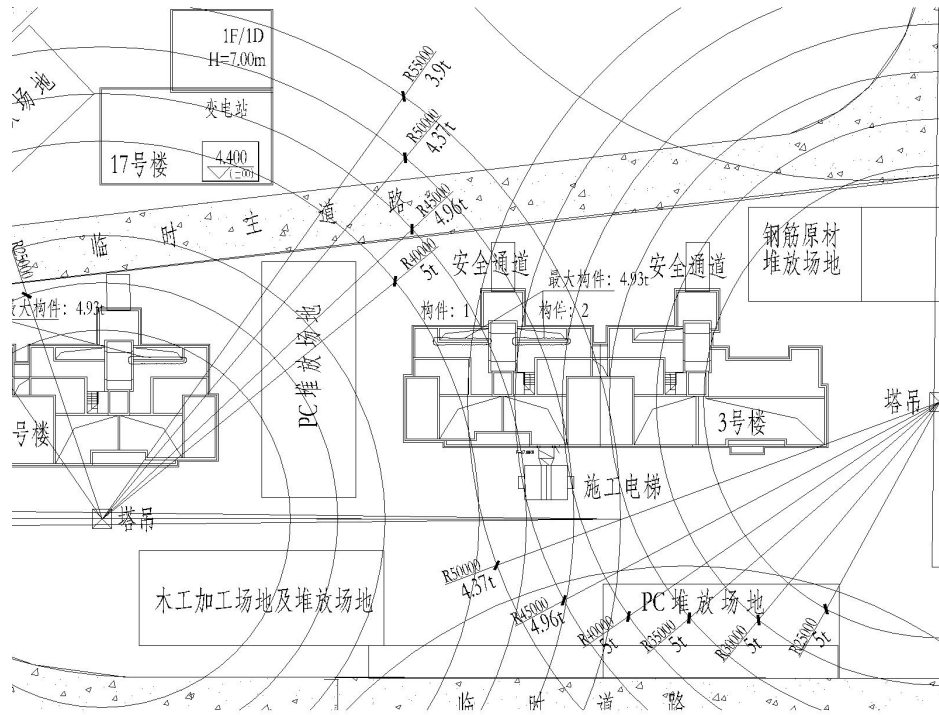 1F/1D
H=7.00m
变电站
17号楼
4.400
(±00)
场地
R55000
3.9t
R50000
4.37t
R45000
4.96t
R40000
5t
临时主道路
R25000
最大构件: 4.93t
安全通道
最大构件: 4.93t
构件: 1
构件: 2
安全通道
钢筋原材
堆放场地
PC堆放场地
号楼
3号楼
塔吊
塔吊
施工电梯
木工加工场地及堆放场地
PC堆放场地
R50000
4.37t
R45000
4.96t
R40000
5t
R35000
5t
R30000
5t
R25000
5t
临时道路